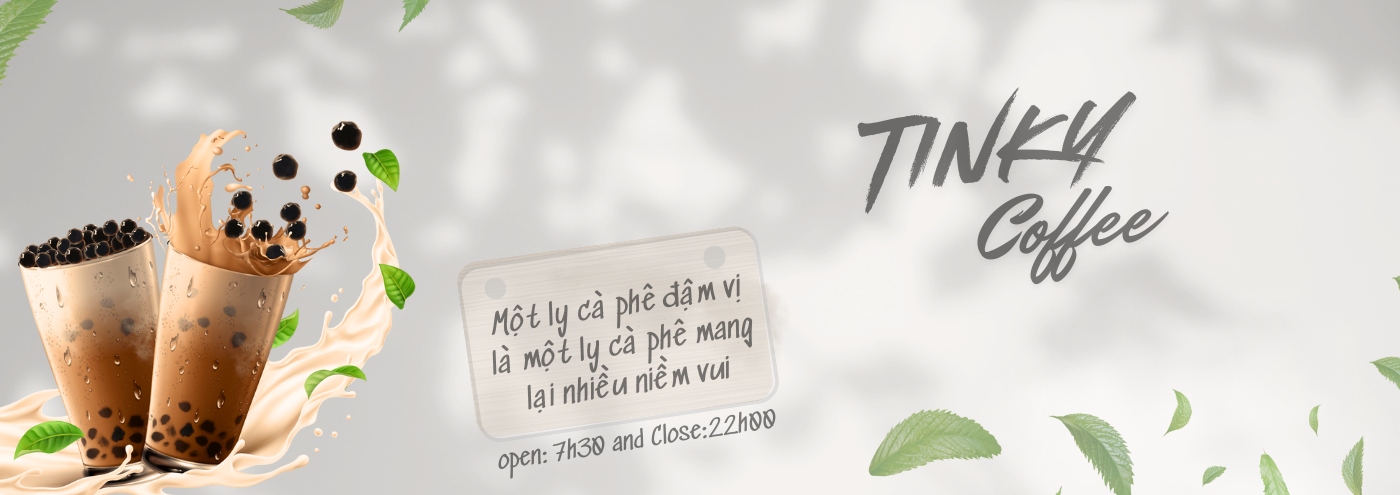 TINKY
Coffee
Một ly cà phê đậm vị
là một ly cà phê mang
lại nhiều niềm vui
open: 7h30 and Close:22h00